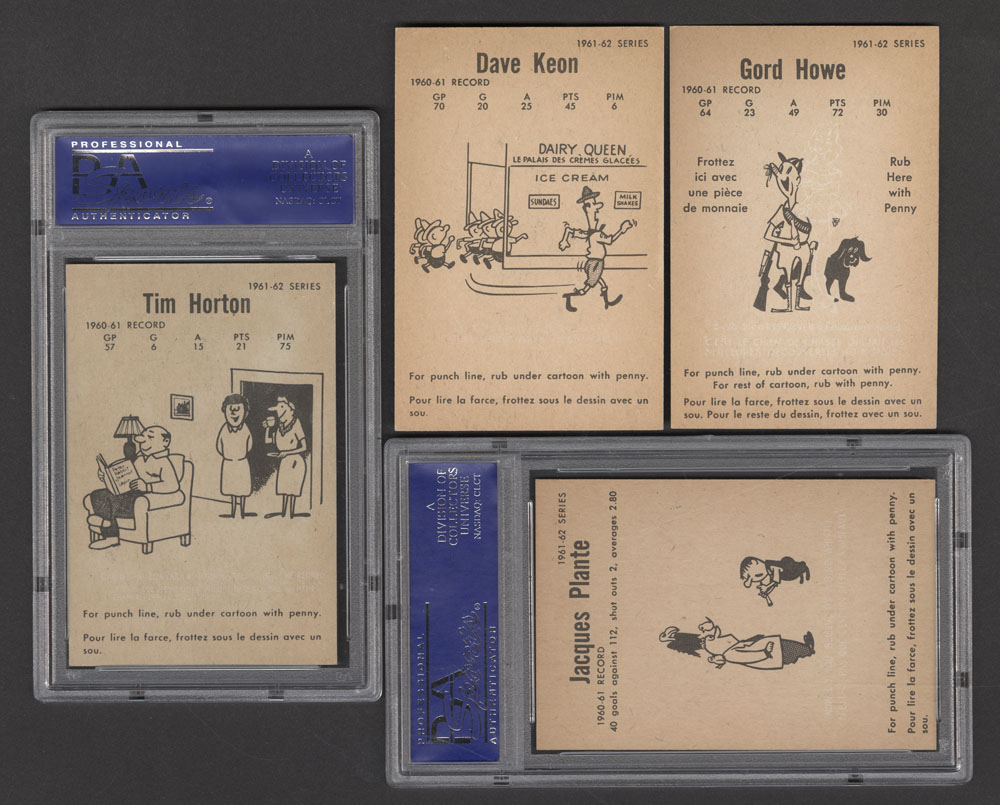 PROFESSIONAL
PSA
AUTHENTICATOR
A
DIVISION OF
COLLECTORS
UNIVERSE
NASDAQ: CLCT
1961-62 SERIES
Tim Horton
1960-61 RECORD
GP G A PTS PIM
57 6 15 21 75
For punch line, rub under cartoon with penny.
Pour lire la farce, frottez sous le dessin avec un
sou.
1961-62 SERIES
Dave Keon
1960-61 RECORD
GP G A PTS PIM
70 20 25 45 6
DAIRY QUEEN
LE PALAIS DES CRÈMES GLACÉES
ICE CREAM
SUNDAES
MILK
SHAKES
For punch line, rub under cartoon with penny.
Pour lire la farce, frottez sous le dessin avec un
sou.
1961-62 SERIES
Gord Howe
1960-61 RECORD
GP G A PTS PIM
64 23 49 72 30
Frottez
ici avec
une pièce
de monnaie
Rub
Here
with
Penny
For punch line, rub under cartoon with penny.
For rest of cartoon, rub with penny.
Pour lire la farce, frottez sous le dessin avec un
sou. Pour le reste du dessin, frottez avec un sou.
PROFESSIONAL
PSA
AUTHENTICATOR
A
DIVISION OF
COLLECTORS
UNIVERSE
NASDAQ: CLCT
1961-62 SERIES
Jacques Plante
1960-61 RECORD
40 goals against 112, shut outs 2, averages 2.80
For punch line, rub under cartoon with penny.
Pour lire la farce, frottez sous le dessin avec un
sou.